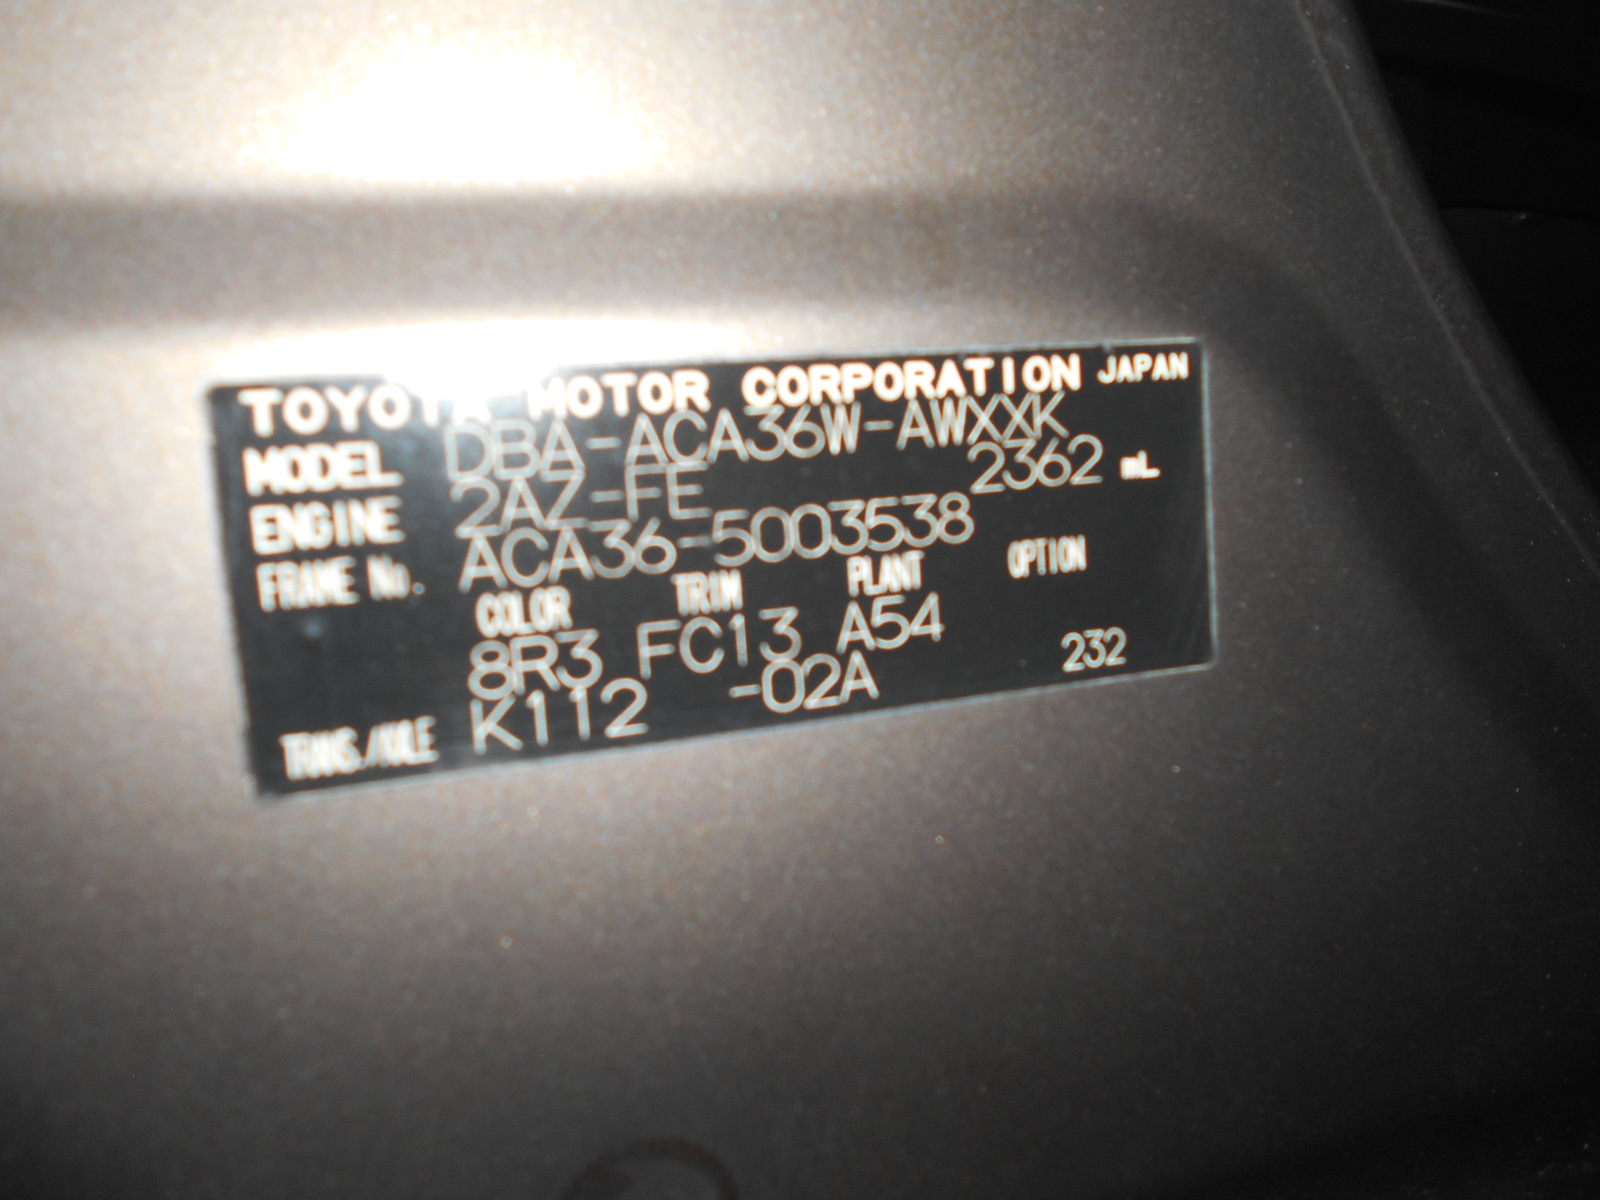 TOYOTA MOTOR CORPORATION JAPAN
MODEL DBA-ACA36W-AWXXK
ENGINE 2AZ-FE 2362 mL
FRAME No. ACA36-5003538
COLOR TRIM PLANT OPTION
8R3 FC13 A54
TRANS./AXLE K112 -02A 232